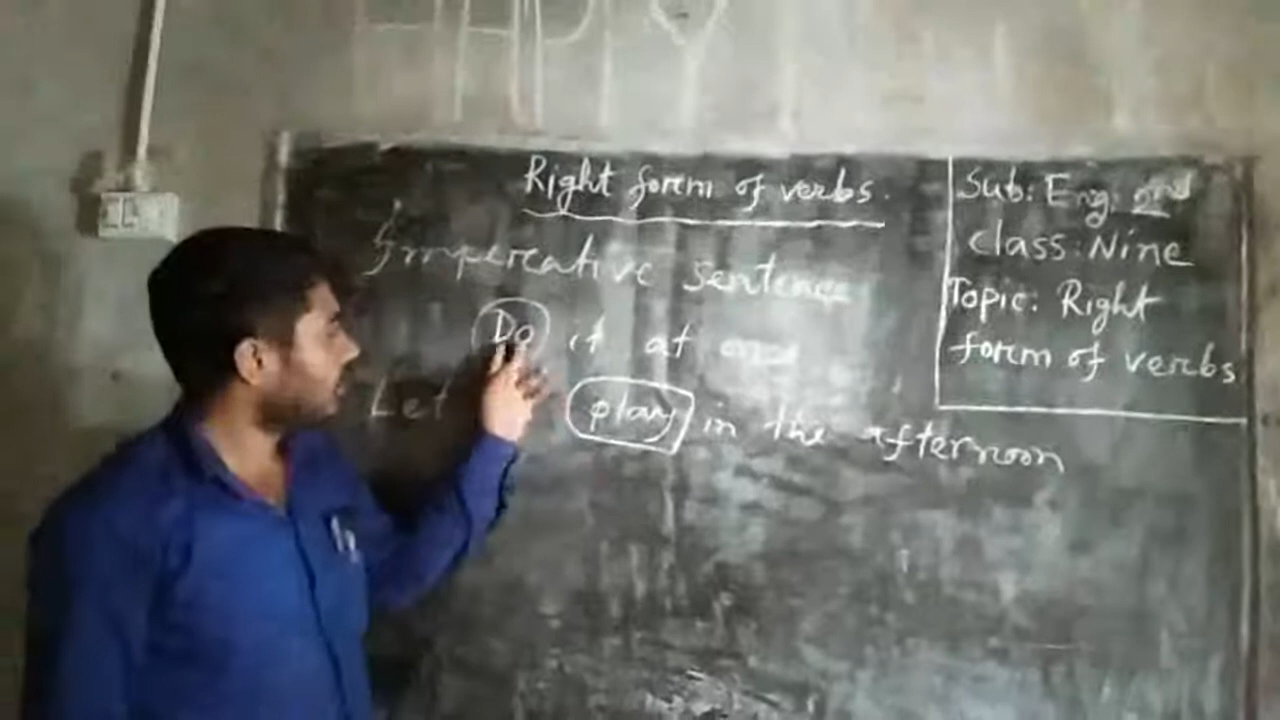 Right form of verbs.
Imperative sentence
Do it at once
Let play in the afternoon
Sub: Eng: 2nd
Class: Nine
Topic: Right
form of verbs